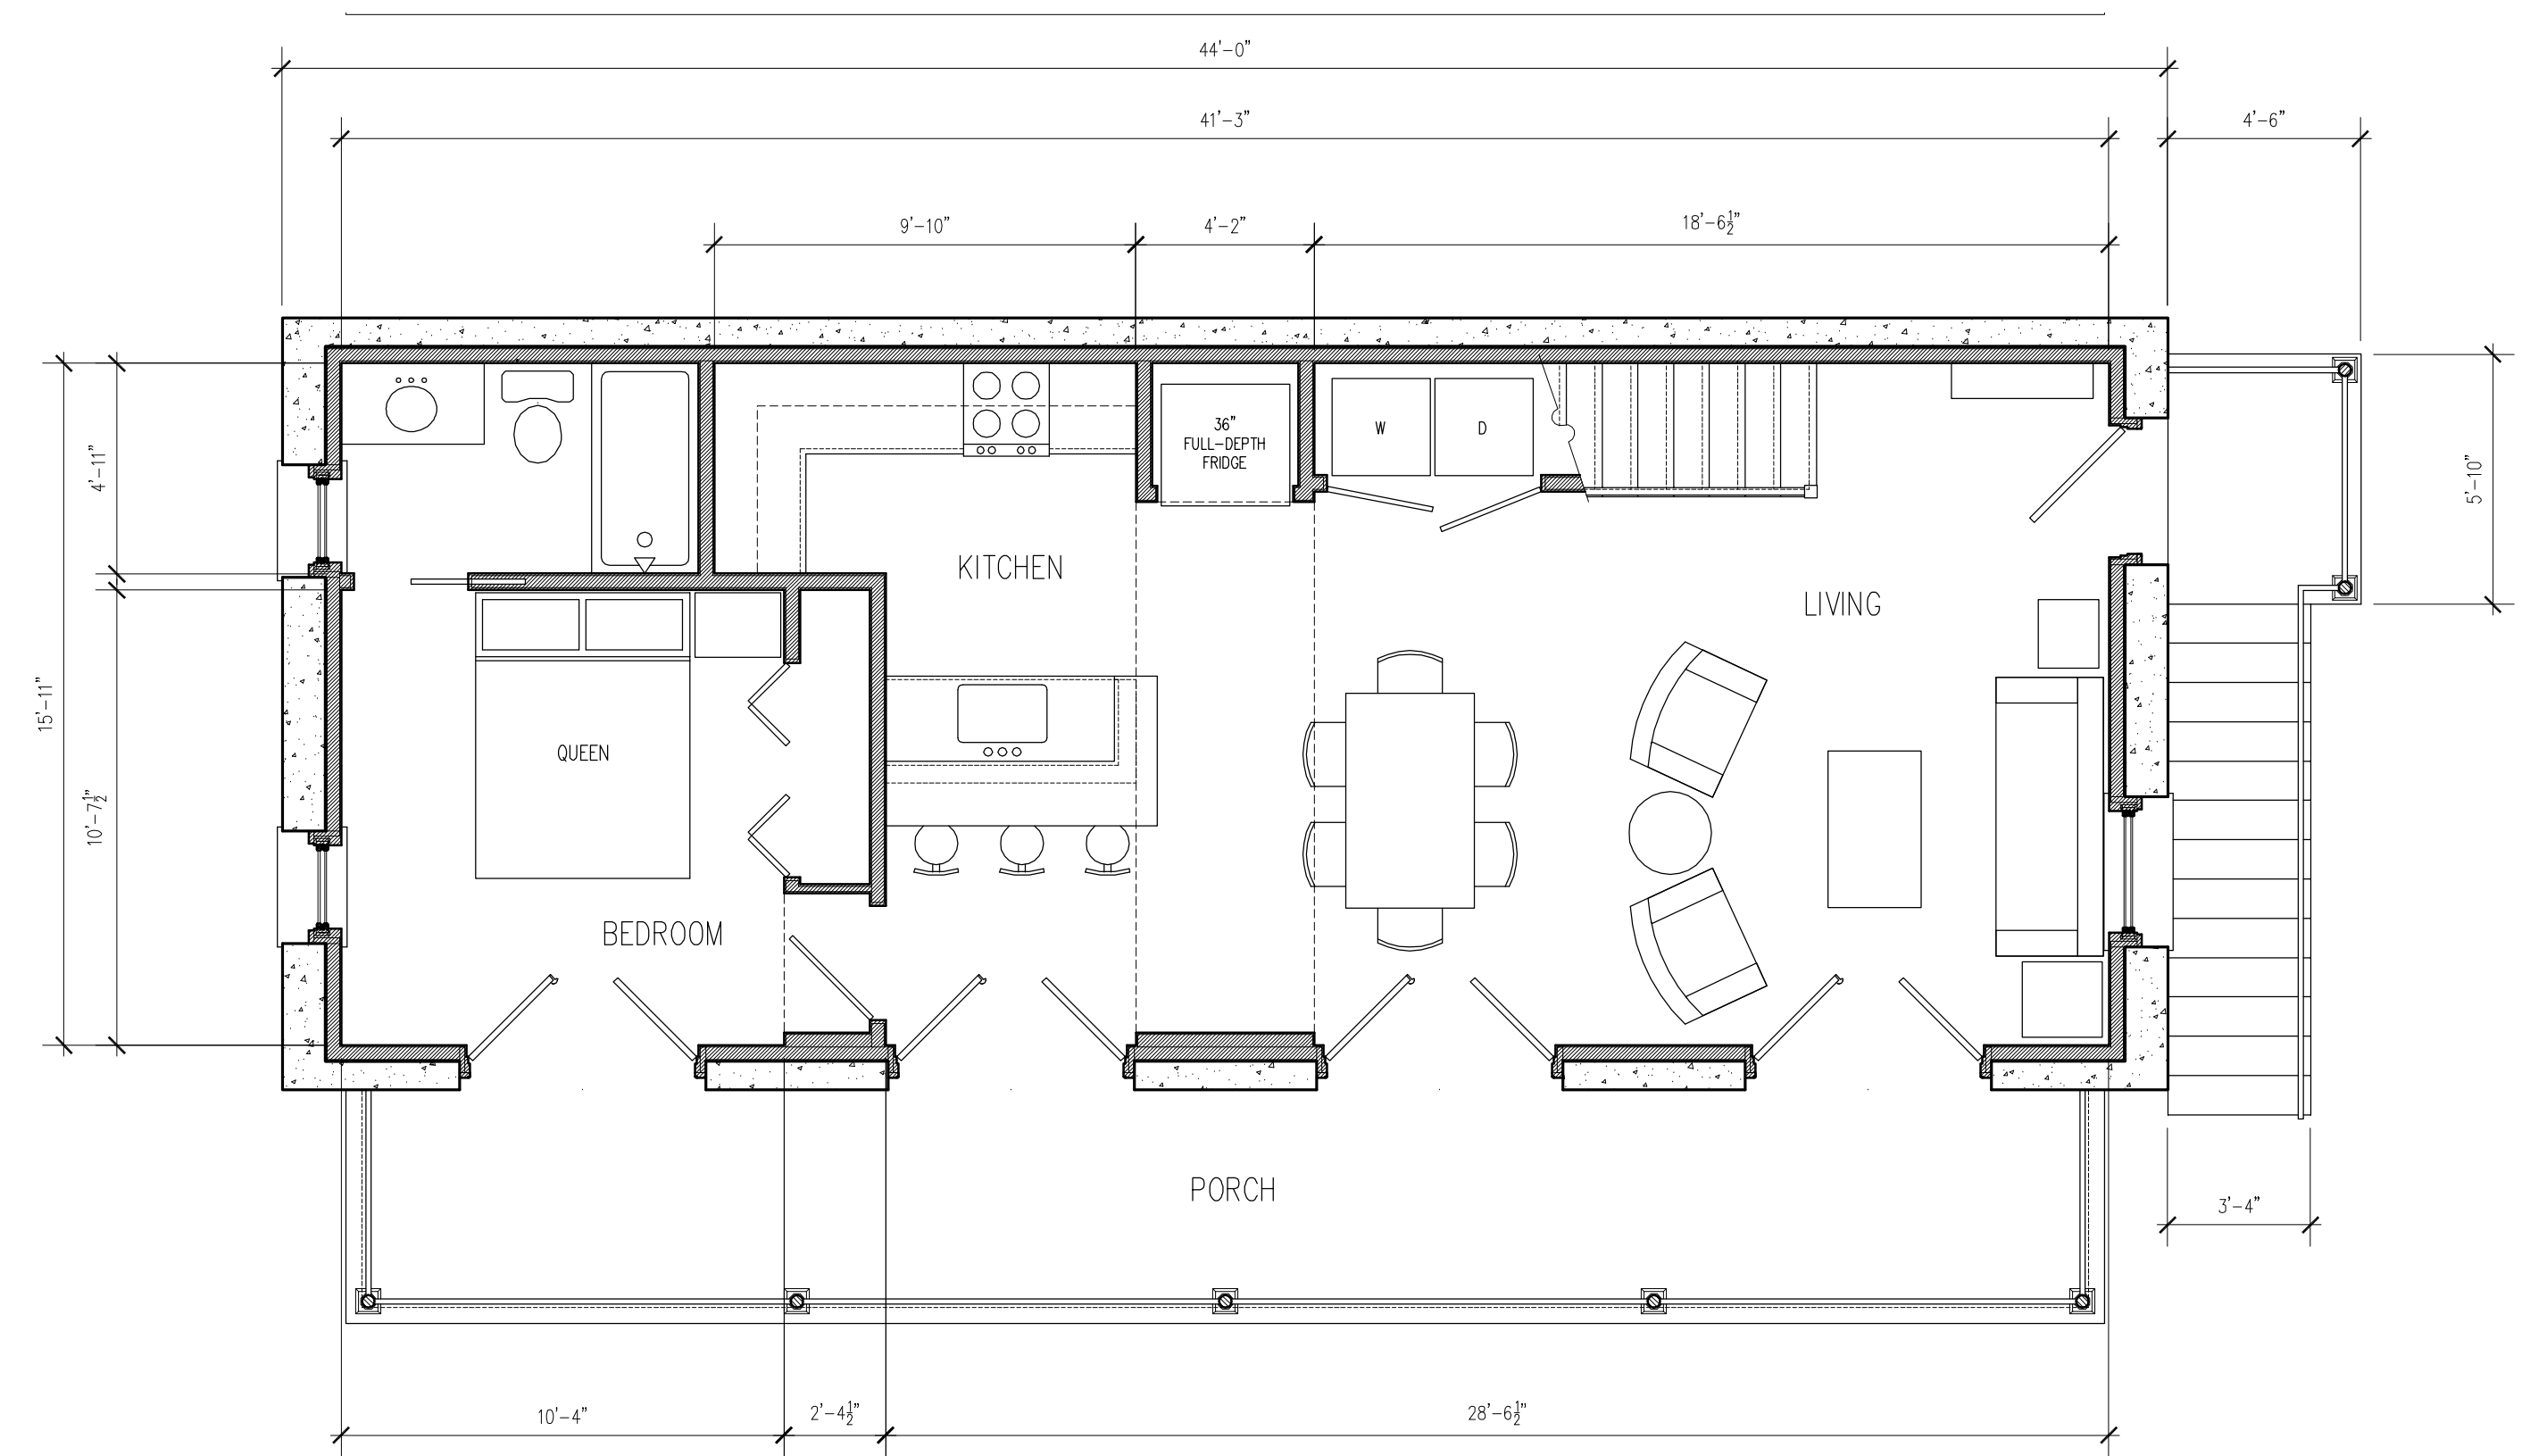 44'-0"
41'-3"
4'-6"
9'-10"
4'-2"
18'-6½"
4'-11"
15'-11"
10'-7½"
5'-10"
36"
FULL-DEPTH
FRIDGE
W
D
KITCHEN
LIVING
QUEEN
BEDROOM
PORCH
3'-4"
10'-4"
2'-4½"
28'-6½"